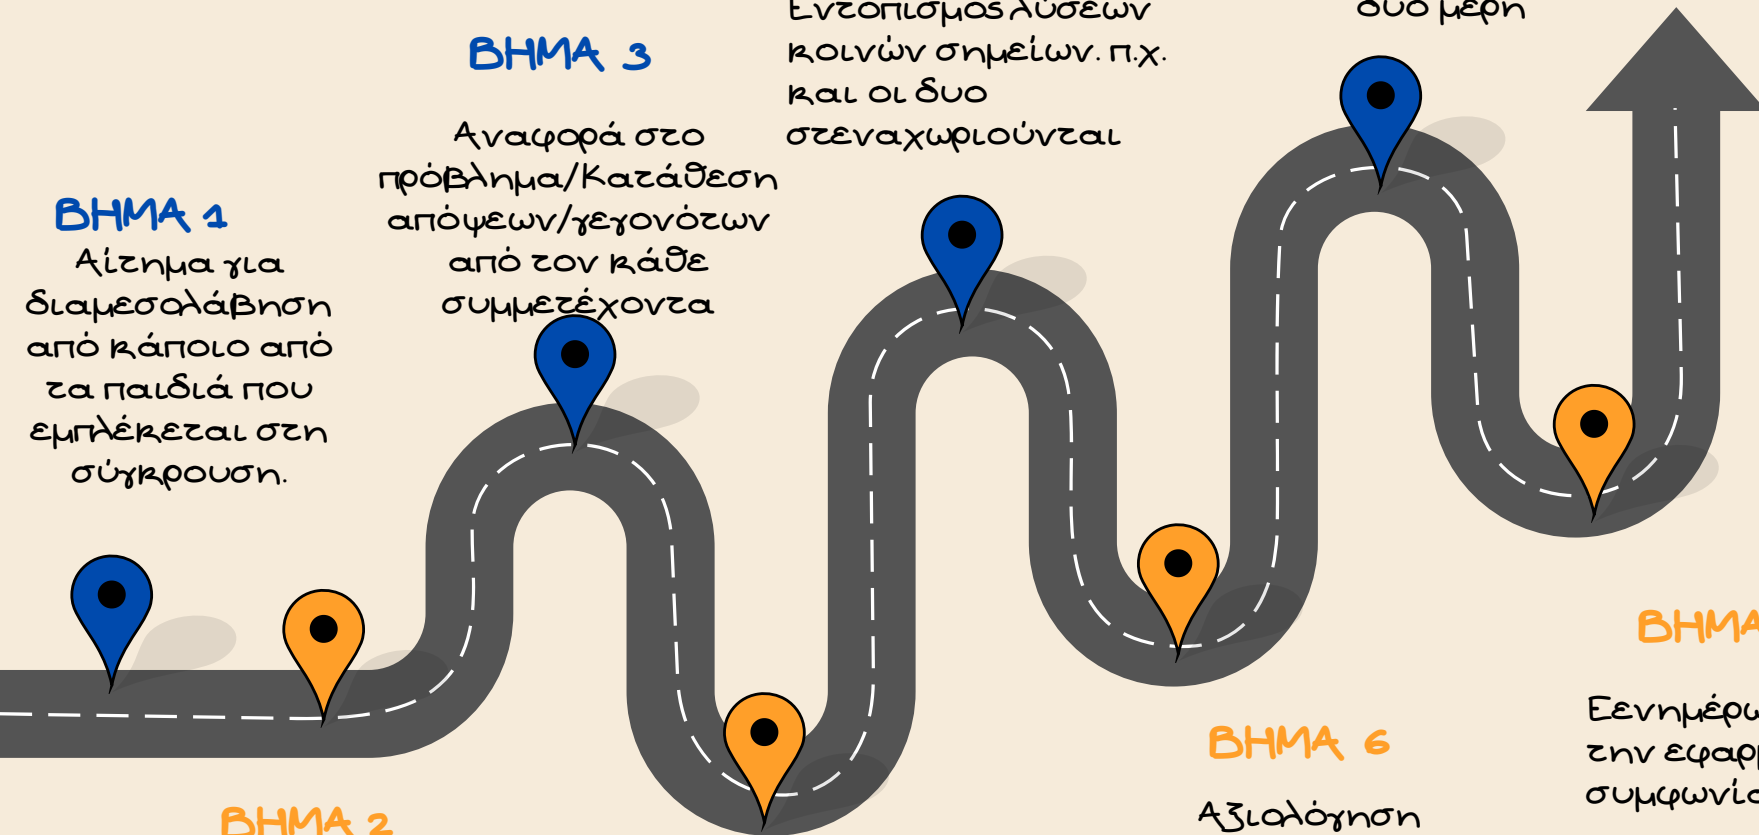 ΒΗΜΑ 1
Αίτημα για
διαμεσολάβηση
από κάποιο από
τα παιδιά που
εμπλέκεται στη
σύγκρουση.
ΒΗΜΑ 2
ΒΗΜΑ 3
Αναφορά στο
πρόβλημα/Κατάθεση
απόψεων/γεγονότων
από τον κάθε
συμμετέχοντα
Εντοπισμός λύσεων
κοινών σημείων. π.χ.
και οι δυο
στεναχωριούνται
δυο μέρη
ΒΗΜΑ 6
Αξιολόγηση
ΒΗΜΑ
την